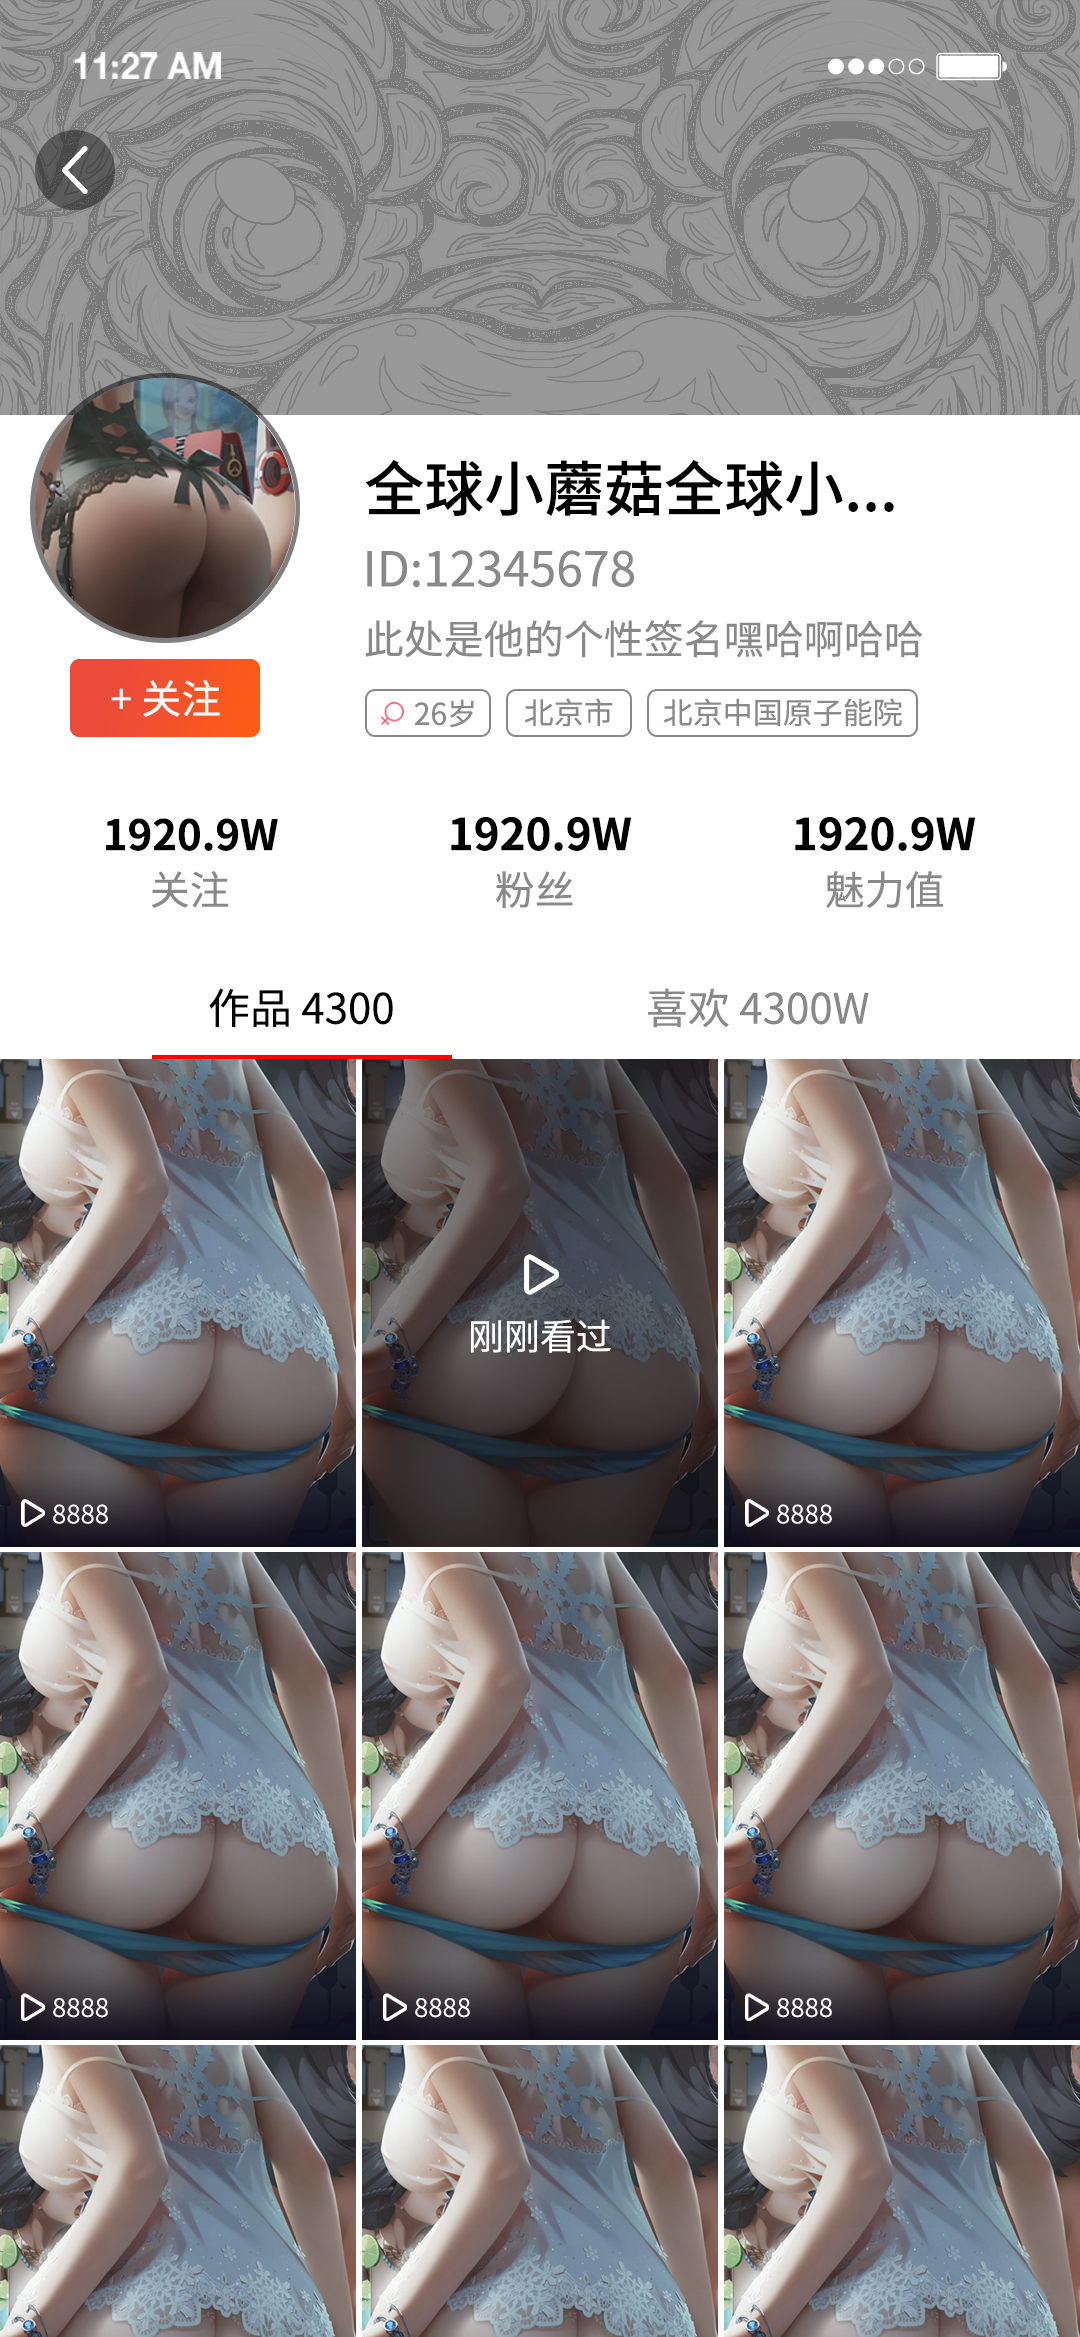 11:27 AM
全球小蘑菇全球小...
ID:12345678
此处是他的个性签名嘿哈啊哈哈
+ 关注
26岁
北京市
北京中国原子能院
1920.9W
1920.9W
1920.9W
关注
粉丝
魅力值
作品 4300
喜欢 4300W
刚刚看过
8888
8888
8888
8888
8888